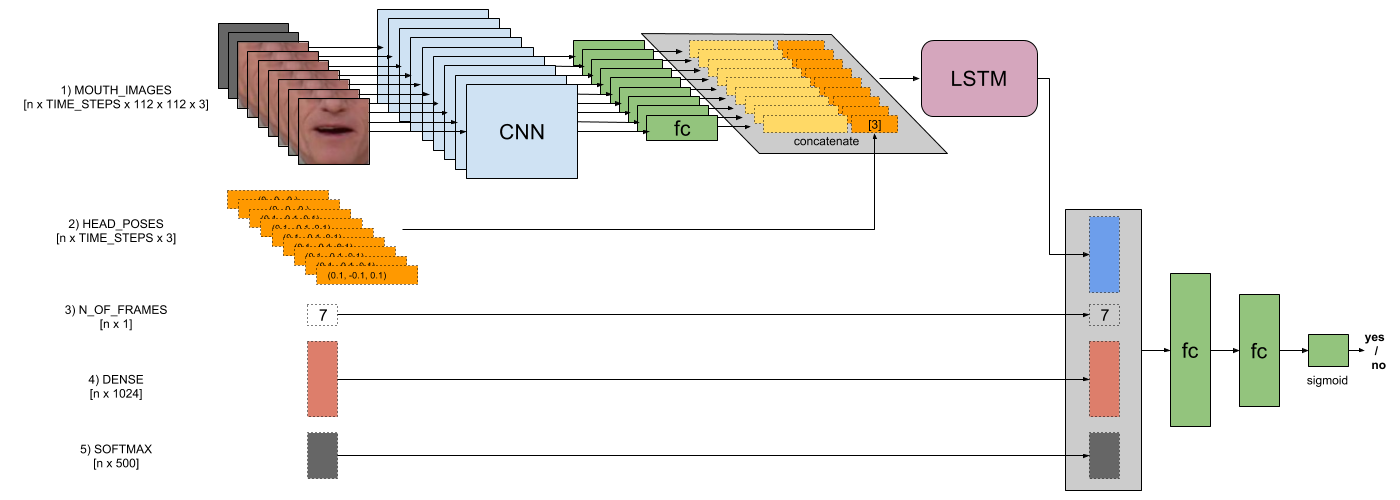 1) MOUTH_IMAGES
[n x TIME_STEPS x 112 x 112 x 3]
CNN
fc
[3]
concatenate
LSTM
2) HEAD_POSES
[n x TIME_STEPS x 3]
(0.1, -0.1, 0.1)
3) N_OF_FRAMES
[n x 1]
7
7
4) DENSE
[n x 1024]
5) SOFTMAX
[n x 500]
fc
fc
sigmoid
yes
/
no